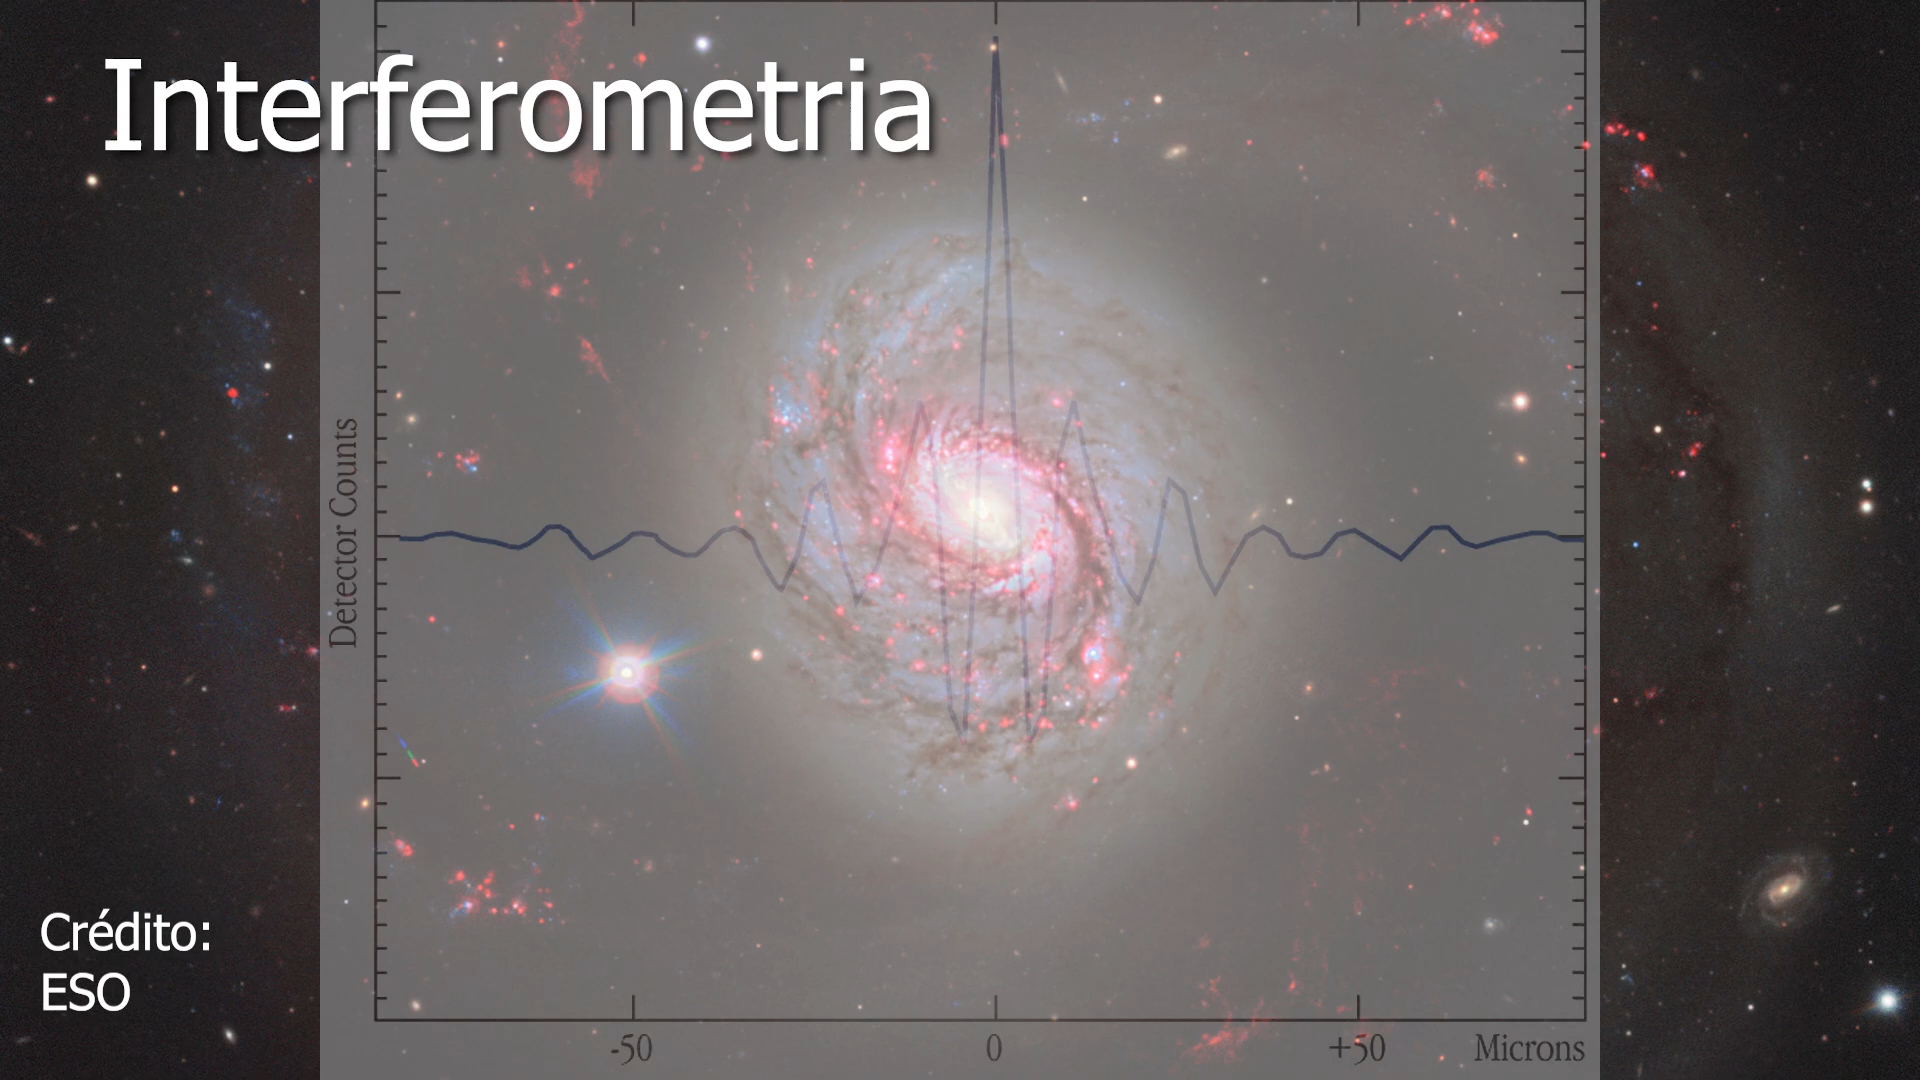 Interferometria
Detector Counts
Crédito:
ESO
-50
0
+50
Microns